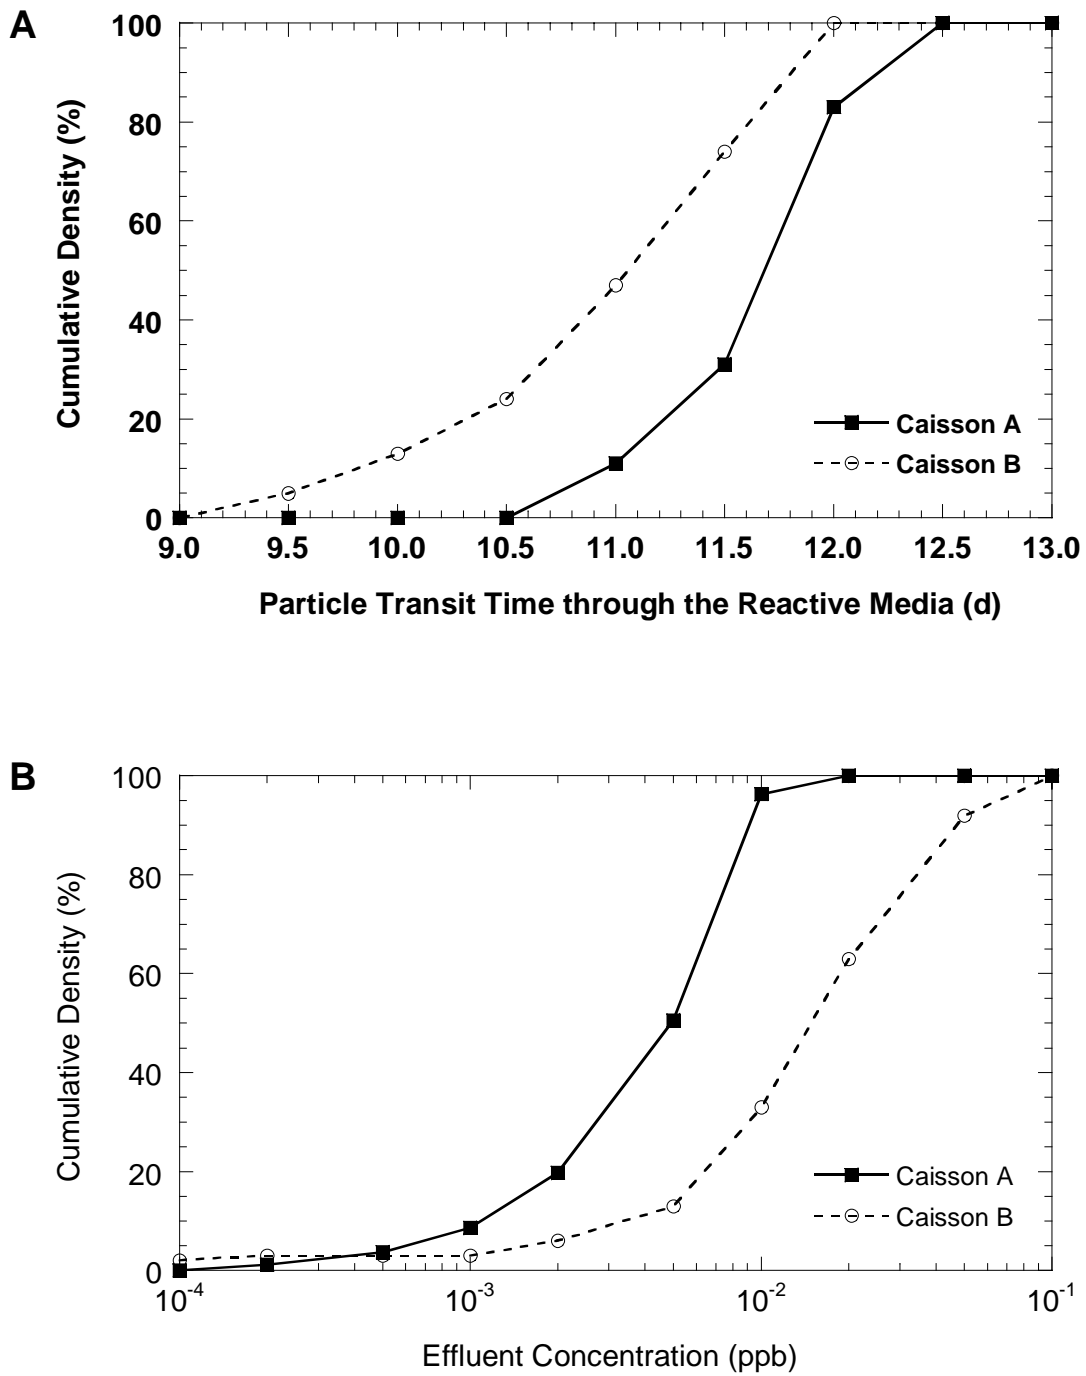 A
100
80
60
40
20
0
Cumulative Density (%)
Caisson A
Caisson B
9.0 9.5 10.0 10.5 11.0 11.5 12.0 12.5 13.0
Particle Transit Time through the Reactive Media (d)
B
100
80
60
40
20
0
Cumulative Density (%)
Caisson A
Caisson B
10⁻⁴ 10⁻³ 10⁻² 10⁻¹
Effluent Concentration (ppb)